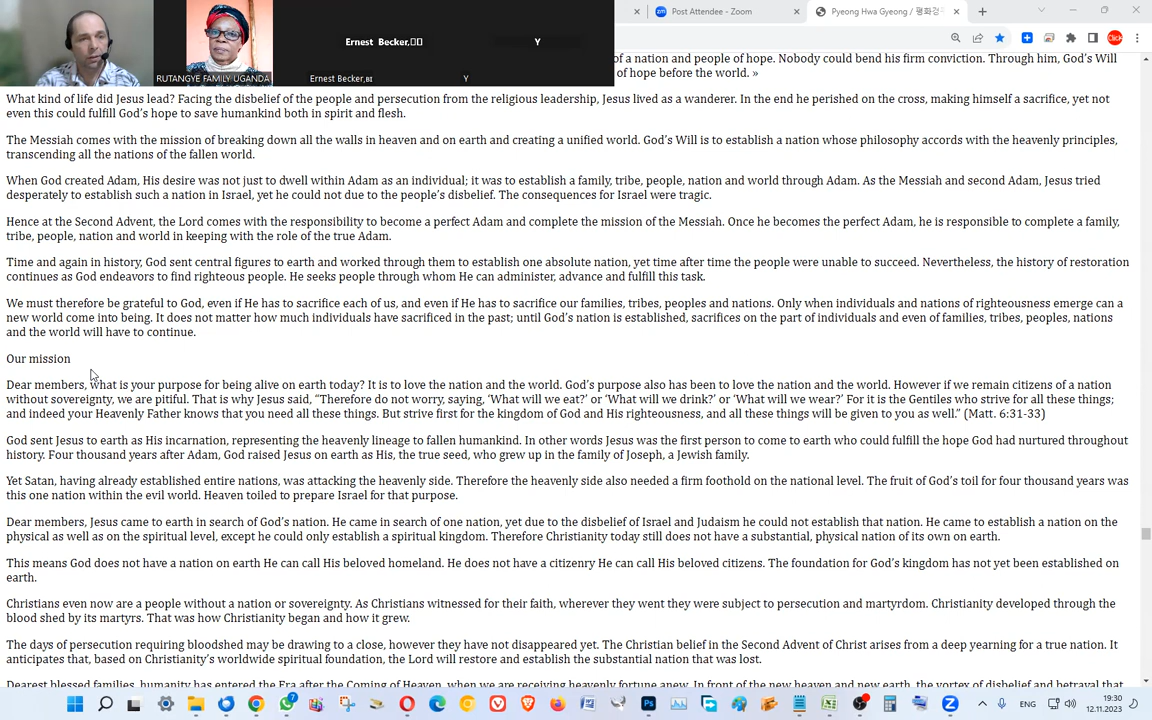 Post Attendee - Zoom
Pyeong Hwa Gyeong / 평화경
Ernest Becker,
Y
RUTANGYE FAMILY UGANDA
Ernest Becker,
Y
of a nation and people of hope. Nobody could bend his firm conviction. Through him, God's Will
of hope before the world. »
What kind of life did Jesus lead? Facing the disbelief of the people and persecution from the religious leadership, Jesus lived as a wanderer. In the end he perished on the cross, making himself a sacrifice, yet not
even this could fulfill God's hope to save humankind both in spirit and flesh.
The Messiah comes with the mission of breaking down all the walls in heaven and on earth and creating a unified world. God's Will is to establish a nation whose philosophy accords with the heavenly principles,
transcending all the nations of the fallen world.
When God created Adam, His desire was not just to dwell within Adam as an individual; it was to establish a family, tribe, people, nation and world through Adam. As the Messiah and second Adam, Jesus tried
desperately to establish such a nation in Israel, yet he could not due to the people's disbelief. The consequences for Israel were tragic.
Hence at the Second Advent, the Lord comes with the responsibility to become a perfect Adam and complete the mission of the Messiah. Once he becomes the perfect Adam, he is responsible to complete a family,
tribe, people, nation and world in keeping with the role of the true Adam.
Time and again in history, God sent central figures to earth and worked through them to establish one absolute nation, yet time after time the people were unable to succeed. Nevertheless, the history of restoration
continues as God endeavors to find righteous people. He seeks people through whom He can administer, advance and fulfill this task.
We must therefore be grateful to God, even if He has to sacrifice each of us, and even if He has to sacrifice our families, tribes, peoples and nations. Only when individuals and nations of righteousness emerge can a
new world come into being. It does not matter how much individuals have sacrificed in the past; until God's nation is established, sacrifices on the part of individuals and even of families, tribes, peoples, nations
and the world will have to continue.
Our mission
Dear members, what is your purpose for being alive on earth today? It is to love the nation and the world. God's purpose also has been to love the nation and the world. However if we remain citizens of a nation
without sovereignty, we are pitiful. That is why Jesus said, "Therefore do not worry, saying, 'What will we eat?' or 'What will we drink?' or 'What will we wear?' For it is the Gentiles who strive for all these things;
and indeed your Heavenly Father knows that you need all these things. But strive first for the kingdom of God and His righteousness, and all these things will be given to you as well." (Matt. 6:31-33)
God sent Jesus to earth as His incarnation, representing the heavenly lineage to fallen humankind. In other words Jesus was the first person to come to earth who could fulfill the hope God had nurtured throughout
history. Four thousand years after Adam, God raised Jesus on earth as His, the true seed, who grew up in the family of Joseph, a Jewish family.
Yet Satan, having already established entire nations, was attacking the heavenly side. Therefore the heavenly side also needed a firm foothold on the national level. The fruit of God's toil for four thousand years was
this one nation within the evil world. Heaven toiled to prepare Israel for that purpose.
Dear members, Jesus came to earth in search of God's nation. He came in search of one nation, yet due to the disbelief of Israel and Judaism he could not establish that nation. He came to establish a nation on the
physical as well as on the spiritual level, except he could only establish a spiritual kingdom. Therefore Christianity today still does not have a substantial, physical nation of its own on earth.
This means God does not have a nation on earth He can call His beloved homeland. He does not have a citizenry He can call His beloved citizens. The foundation for God's kingdom has not yet been established on
earth.
Christians even now are a people without a nation or sovereignty. As Christians witnessed for their faith, wherever they went they were subject to persecution and martyrdom. Christianity developed through the
blood shed by its martyrs. That was how Christianity began and how it grew.
The days of persecution requiring bloodshed may be drawing to a close, however they have not disappeared yet. The Christian belief in the Second Advent of Christ arises from a deep yearning for a true nation. It
anticipates that, based on Christianity's worldwide spiritual foundation, the Lord will restore and establish the substantial nation that was lost.
Dearest blessed families, humanity has entered the Era after the Coming of Heaven, when we are receiving heavenly fortune anew. In front of the new heaven and new earth, the vortex of disbelief and betrayal that
ENG
19:30
12.11.2023